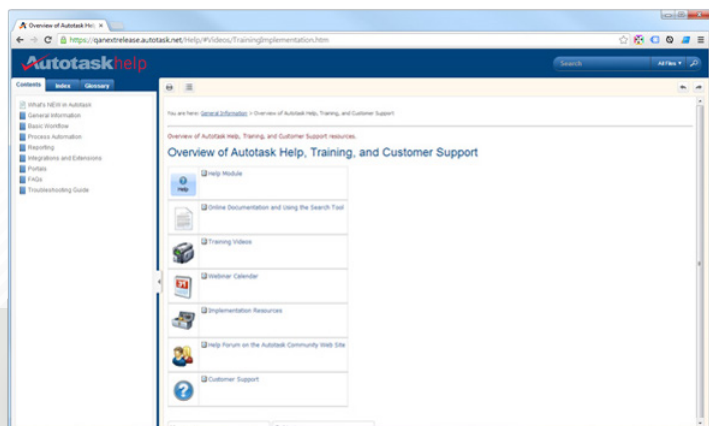 Overview of Autotask Hel
https://qanextrelease.autotask.net/Help/#Videos/TrainingImplementation.htm
Autotaskhelp
Search
All Files
Contents Index Glossary
What's NEW in Autotask
General Information
Basic Workflow
Process Automation
Reporting
Integrations and Extensions
Portals
FAQs
Troubleshooting Guide
You are here: General Information > Overview of Autotask Help, Training, and Customer Support
Overview of Autotask Help, Training, and Customer Support resources.
Overview of Autotask Help, Training, and Customer Support
Help
Help Module
Online Documentation and Using the Search Tool
Training Videos
Webinar Calendar
Implementation Resources
Help Forum on the Autotask Community Web Site
Customer Support